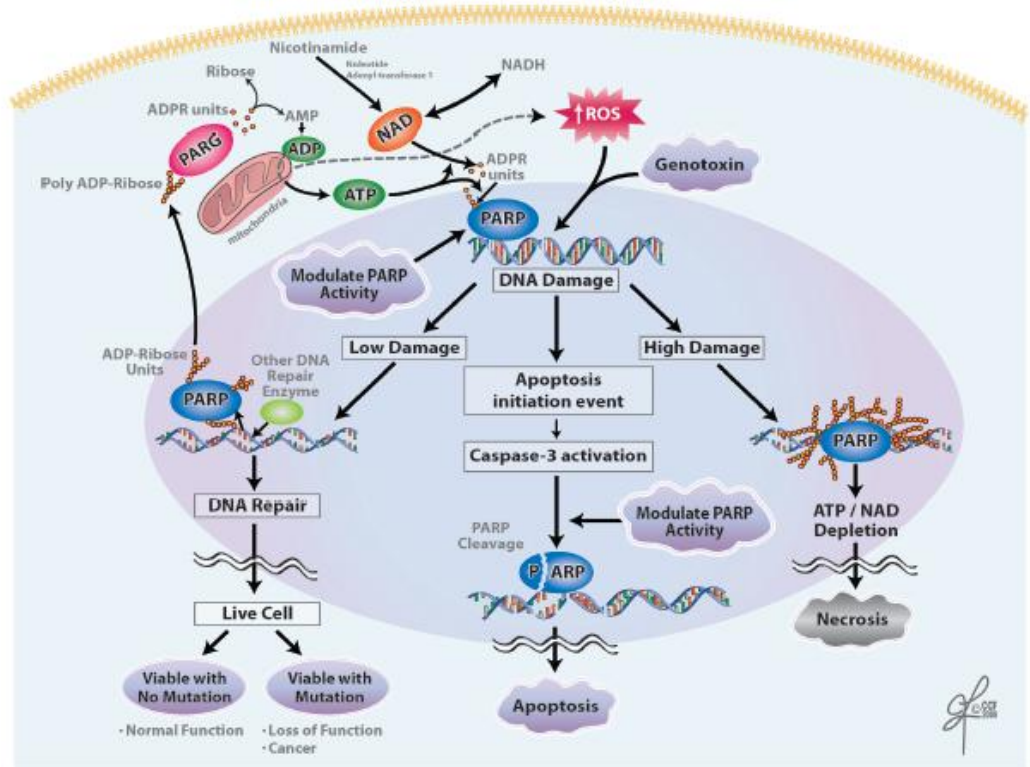 Nicotinamide
Nuleotide
Adenyl transferase 1
NADH
Ribose
ADPR units
AMP
PARG
ADP
NAD
↑ROS
Genotoxin
Poly ADP-Ribose
mitochondria
ATP
ADPR
units
PARP
Modulate PARP
Activity
DNA Damage
Low Damage
High Damage
ADP-Ribose
Units
Other DNA
Repair
Enzyme
PARP
Apoptosis
initiation event
PARP
Caspase-3 activation
DNA Repair
Modulate PARP
Activity
ATP / NAD
Depletion
PARP
Cleavage
P ARP
Live Cell
Necrosis
Viable with
No Mutation
Viable with
Mutation
Apoptosis
· Normal Function
· Loss of Function
· Cancer